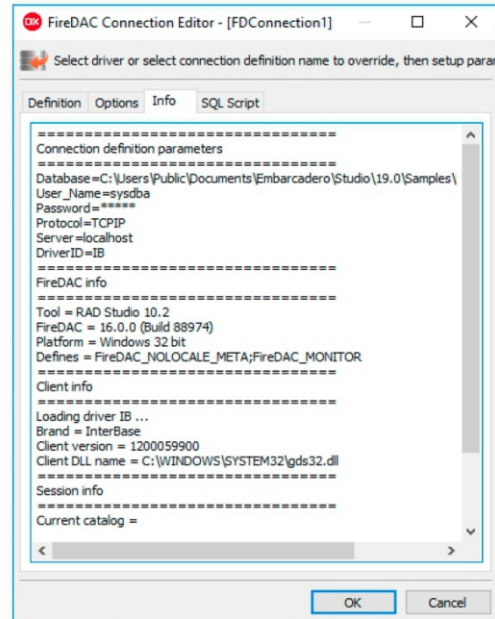 DX FireDAC Connection Editor - [FDConnection1]
Select driver or select connection definition name to override, then setup para
Definition Options Info SQL Script
================================
Connection definition parameters
================================
Database=C:\Users\Public\Documents\Embarcadero\Studio\19.0\Samples\
User_Name=sysdba
Password=*****
Protocol=TCPIP
Server=localhost
DriverID=IB
================================
FireDAC info
================================
Tool = RAD Studio 10.2
FireDAC = 16.0.0 (Build 88974)
Platform = Windows 32 bit
Defines = FireDAC_NOLOCALE_META;FireDAC_MONITOR
================================
Client info
================================
Loading driver IB ...
Brand = InterBase
Client version = 1200059900
Client DLL name = C:\WINDOWS\SYSTEM32\gds32.dll
================================
Session info
================================
Current catalog =
OK Cancel